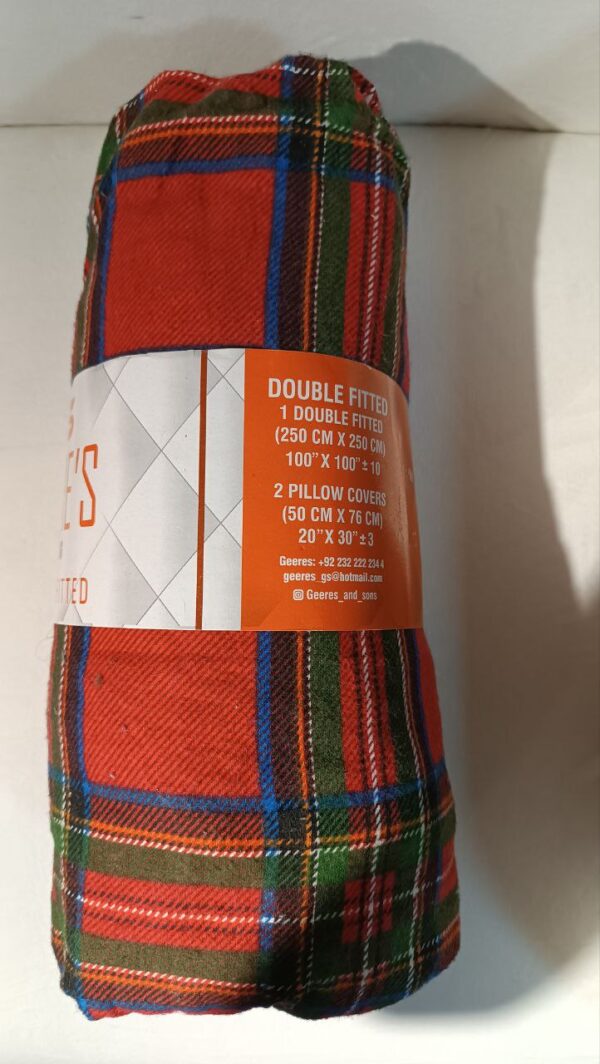 E'S
TTED
DOUBLE FITTED
1 DOUBLE FITTED
(250 CM X 250 CM)
100" X 100" ± 10
2 PILLOW COVERS
(50 CM X 76 CM)
20" X 30" ± 3
Geeres: +92 232 222 234 4
geeres_gs@hotmail.com
Geeres_and_sons